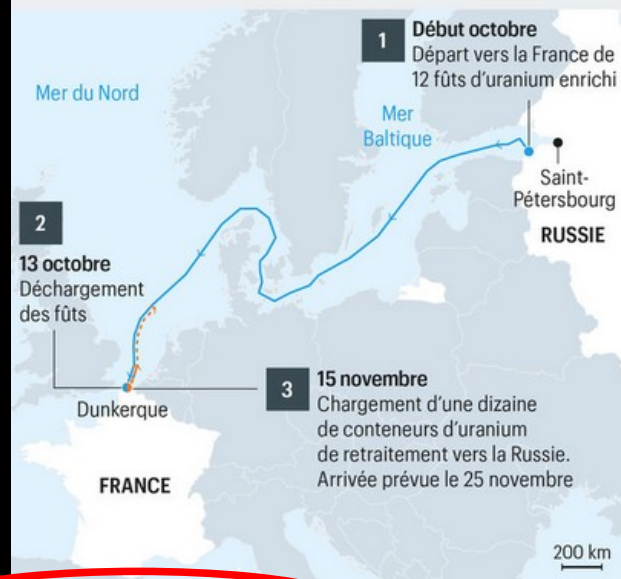 1
Début octobre
Départ vers la France de
12 fûts d'uranium enrichi
Mer du Nord
Mer
Baltique
Saint-
Pétersbourg
RUSSIE
2
13 octobre
Déchargement
des fûts
Dunkerque
3
15 novembre
Chargement d'une dizaine
de conteneurs d'uranium
de retraitement vers la Russie.
Arrivée prévue le 25 novembre
FRANCE
200 km